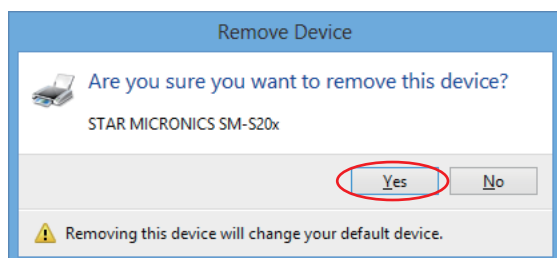 Remove Device
Are you sure you want to remove this device?
STAR MICRONICS SM-S20x
Yes No
Removing this device will change your default device.